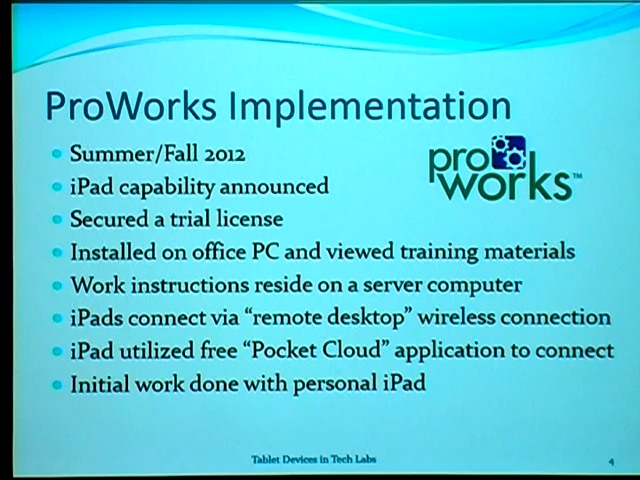 ProWorks Implementation
Summer/Fall 2012
iPad capability announced
Secured a trial license
Installed on office PC and viewed training materials
Work instructions reside on a server computer
iPads connect via “remote desktop” wireless connection
iPad utilized free “Pocket Cloud” application to connect
Initial work done with personal iPad
pro
works™
Tablet Devices in Tech Labs
4